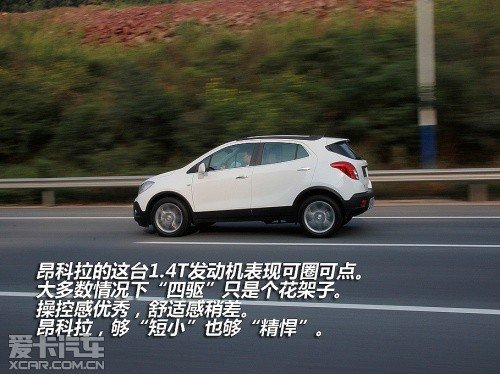 昂科拉的这台1.4T发动机表现可圈可点。
大多数情况下“四驱”只是个花架子。
操控感优秀，舒适感稍差。
昂科拉，够“短小”也够“精悍”。
爱卡汽车
XCAR.COM.CN